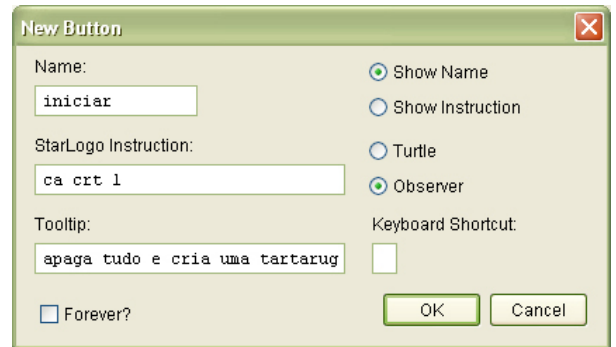 New Button
Name:
iniciar
Show Name
Show Instruction
StarLogo Instruction:
ca crt 1
Turtle
Observer
Tooltip:
apaga tudo e cria uma tartarug
Keyboard Shortcut:
Forever?
OK
Cancel